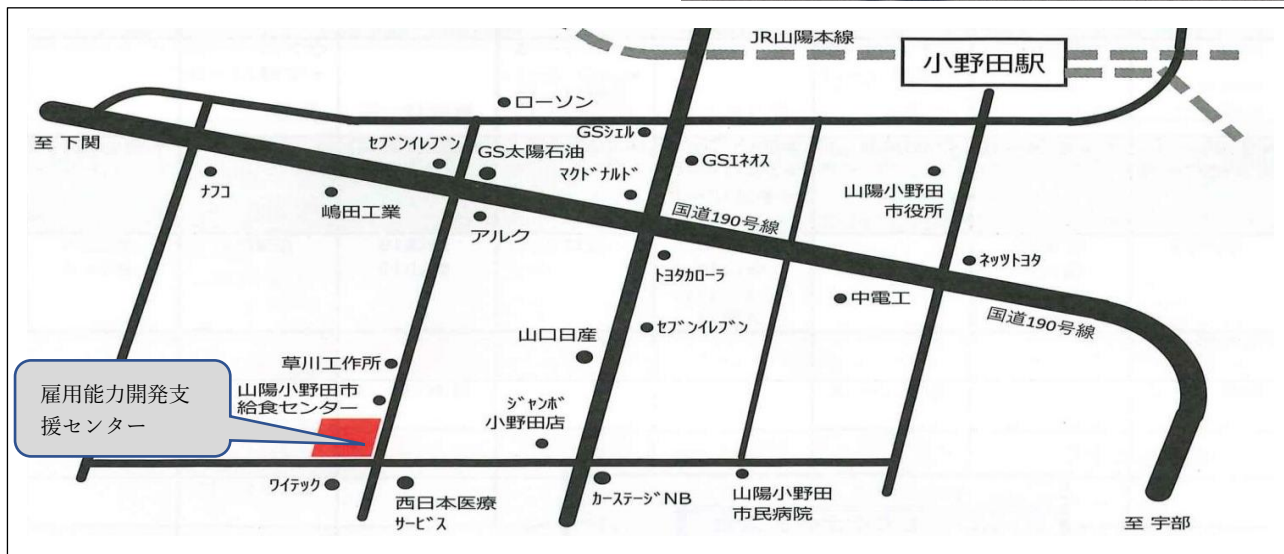 JR山陽本線
小野田駅
ローソン
GSｼｪﾙ
至 下関
ｾﾌﾞﾝｲﾚﾌﾞﾝ
GS太陽石油
GSｴﾈｵｽ
ﾏｸﾄﾞﾅﾙﾄﾞ
ﾅﾌｺ
嶋田工業
山陽小野田
市役所
アルク
国道190号線
ﾄﾖﾀｶﾛｰﾗ
ﾈｯﾂﾄﾖﾀ
中電工
国道190号線
ｾﾌﾞﾝｲﾚﾌﾞﾝ
山口日産
草川工作所
雇用能力開発支
援センター
山陽小野田市
給食センター
ｼﾞｬﾝﾎﾞ
小野田店
ﾜｲﾃｯｸ
西日本医療
ｻｰﾋﾞｽ
ｶｰｽﾃｰｼﾞNB
山陽小野田
市民病院
至 宇部